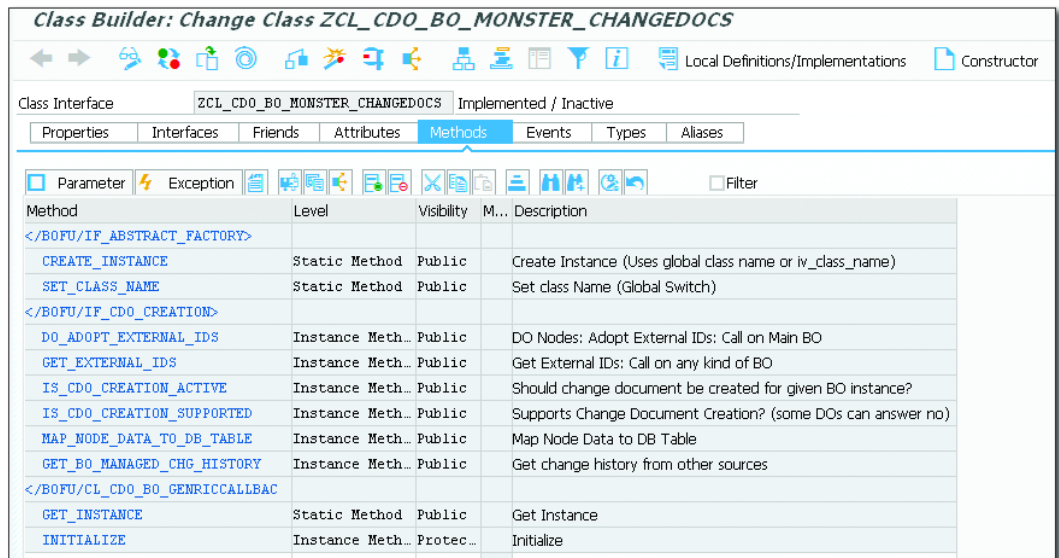 Class Builder: Change Class ZCL_CDO_BO_MONSTER_CHANGEDOCS
Local Definitions/Implementations Constructor
Class Interface ZCL_CDO_BO_MONSTER_CHANGEDOCS Implemented / Inactive
Properties Interfaces Friends Attributes Methods Events Types Aliases
Parameter Exception Filter
Method Level Visibility M... Description
</BOFU/IF_ABSTRACT_FACTORY>
CREATE_INSTANCE Static Method Public Create Instance (Uses global class name or iv_class_name)
SET_CLASS_NAME Static Method Public Set class Name (Global Switch)
</BOFU/IF_CDO_CREATION>
DO_ADOPT_EXTERNAL_IDS Instance Meth… Public DO Nodes: Adopt External IDs: Call on Main BO
GET_EXTERNAL_IDS Instance Meth… Public Get External IDs: Call on any kind of BO
IS_CDO_CREATION_ACTIVE Instance Meth… Public Should change document be created for given BO instance?
IS_CDO_CREATION_SUPPORTED Instance Meth… Public Supports Change Document Creation? (some DOs can answer no)
MAP_NODE_DATA_TO_DB_TABLE Instance Meth… Public Map Node Data to DB Table
GET_BO_MANAGED_CHG_HISTORY Instance Meth… Public Get change history from other sources
</BOFU/CL_CDO_BO_GENRICCALLBAC
GET_INSTANCE Static Method Public Get Instance
INITIALIZE Instance Meth… Protec… Initialize